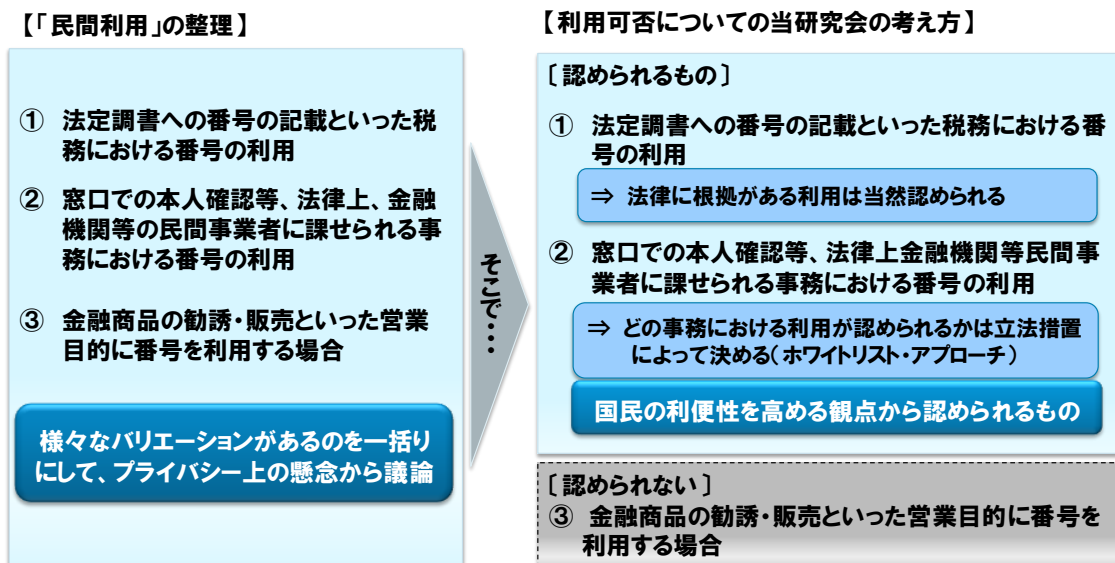 【「民間利用」の整理】
① 法定調書への番号の記載といった税
務における番号の利用
② 窓口での本人確認等、法律上、金融
機関等の民間事業者に課せられる事
務における番号の利用
③ 金融商品の勧誘・販売といった営業
目的に番号を利用する場合
様々なバリエーションがあるのを一括り
にして、プライバシー上の懸念から議論
そこで・・・
【利用可否についての当研究会の考え方】
〔認められるもの〕
① 法定調書への番号の記載といった税務における番
号の利用
⇒ 法律に根拠がある利用は当然認められる
② 窓口での本人確認等、法律上金融機関等民間事
業者に課せられる事務における番号の利用
⇒ どの事務における利用が認められるかは立法措置
によって決める(ホワイトリスト・アプローチ)
国民の利便性を高める観点から認められるもの
〔認められない〕
③ 金融商品の勧誘・販売といった営業目的に番号を
利用する場合